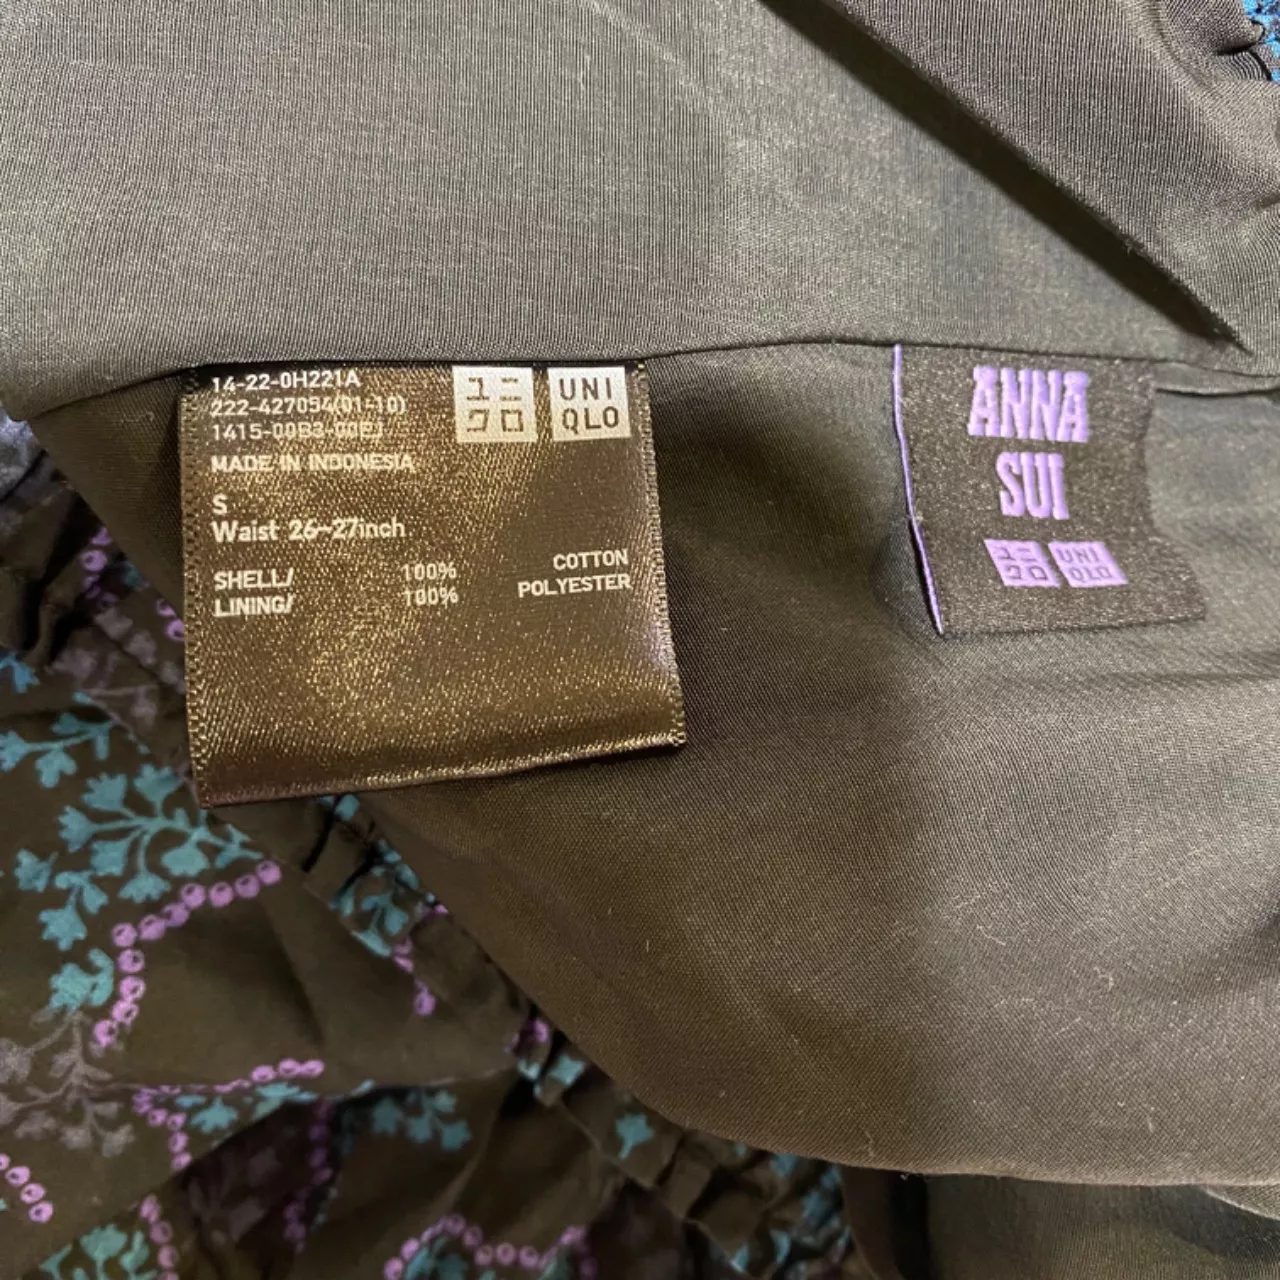 14-22-0H221A
222-427054(01-10)
1415-00B3-00EJ
MADE IN INDONESIA
S
Waist 26~27inch
SHELL/ 100% COTTON
LINING/ 100% POLYESTER
ユニ
クロ
UNI
QLO
ANNA
SUI
ユニ
クロ
UNI
QLO